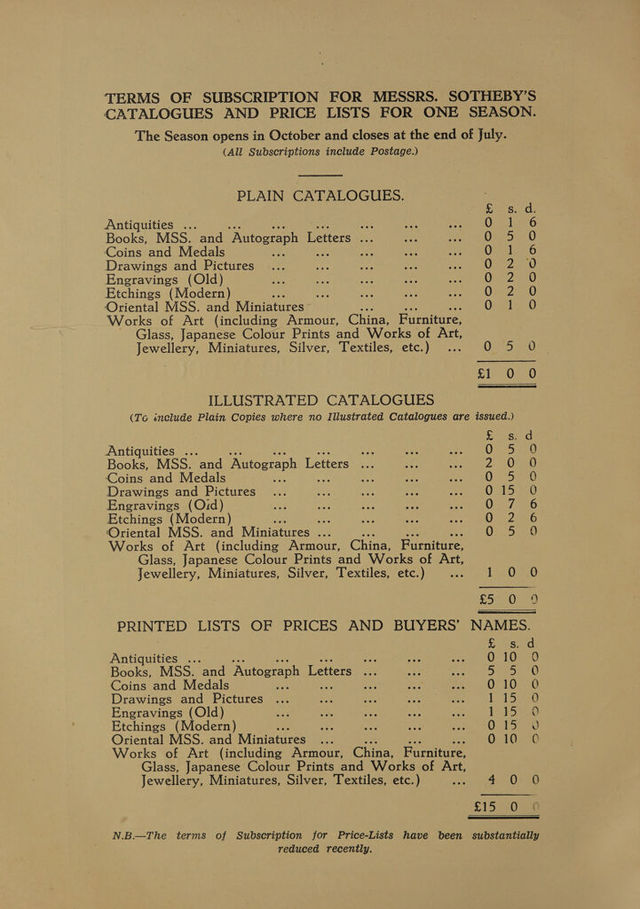 TERMS OF SUBSCRIPTION FOR MESSRS. SOTHEBY'S
CATALOGUES AND PRICE LISTS FOR ONE SEASON.
The Season opens in October and closes at the end of July.
(All Subscriptions include Postage.)
PLAIN CATALOGUES.
£ s. d.
Antiquities ... ... ... ... ... ... ... 0 1 6
Books, MSS. and Autograph Letters ... ... ... 0 5 0
Coins and Medals ... ... ... ... ... 0 1 6
Drawings and Pictures ... ... ... ... ... 0 2 0
Engravings (Old) ... ... ... ... ... 0 2 0
Etchings (Modern) ... ... ... ... ... 0 2 0
Oriental MSS. and Miniatures ... ... ... 0 1 0
Works of Art (including Armour, China, Furniture,
Glass, Japanese Colour Prints and Works of Art,
Jewellery, Miniatures, Silver, Textiles, etc.) ... 0 5 0
£1 0 0
ILLUSTRATED CATALOGUES
(To include Plain Copies where no Illustrated Catalogues are issued.)
£ s. d
Antiquities ... ... ... ... ... ... ... 0 5 0
Books, MSS. and Autograph Letters ... ... ... 2 0 0
Coins and Medals ... ... ... ... ... 0 5 0
Drawings and Pictures ... ... ... ... ... 0 15 0
Engravings (Old) ... ... ... ... ... 0 7 6
Etchings (Modern) ... ... ... ... ... 0 2 6
Oriental MSS. and Miniatures ... ... ... ... 0 5 0
Works of Art (including Armour, China, Furniture,
Glass, Japanese Colour Prints and Works of Art,
Jewellery, Miniatures, Silver, Textiles, etc.) ... 1 0 0
£5 0 0
PRINTED LISTS OF PRICES AND BUYERS' NAMES.
£ s. d
Antiquities ... ... ... ... ... ... ... 0 10 0
Books, MSS. and Autograph Letters ... ... ... 5 5 0
Coins and Medals ... ... ... ... ... 0 10 0
Drawings and Pictures ... ... ... ... ... 1 15 0
Engravings (Old) ... ... ... ... ... 1 15 0
Etchings (Modern) ... ... ... ... ... 0 15 0
Oriental MSS. and Miniatures ... ... ... ... 0 10 0
Works of Art (including Armour, China, Furniture,
Glass, Japanese Colour Prints and Works of Art,
Jewellery, Miniatures, Silver, Textiles, etc.) ... 4 0 0
£15 0 0
N.B.—The terms of Subscription for Price-Lists have been substantially
reduced recently.